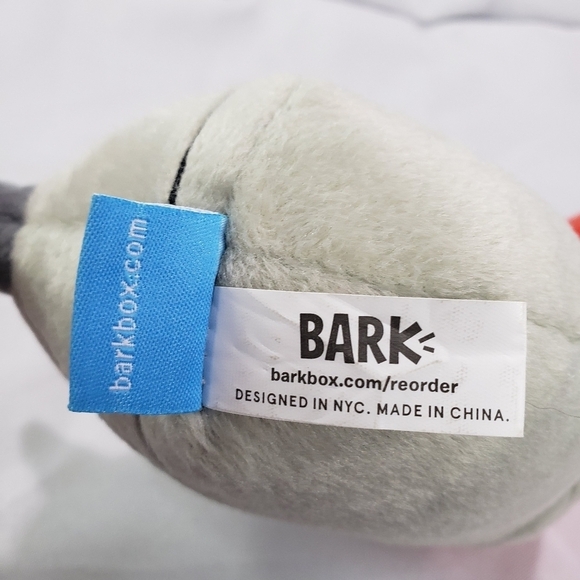 barkbox.com
BARK
barkbox.com/reorder
DESIGNED IN NYC. MADE IN CHINA.